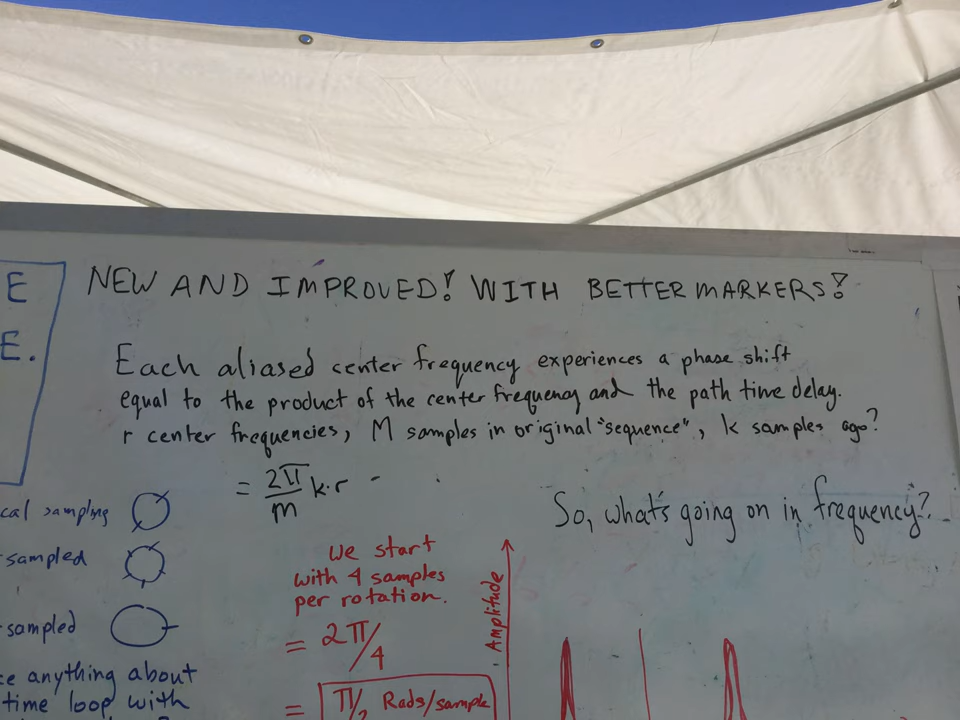 E
E.
NEW AND IMPROVED! WITH BETTER MARKERS!
Each aliased center frequency experiences a phase shift
equal to the product of the center frequency and the path time delay.
r center frequencies, M samples in original "sequence", k samples ago?
= 2π/M k·r
So, what's going on in frequency?
cal sampling
sampled
sampled
anything about
time loop with
we start
with 4 samples
per rotation.
= 2π/4
= π/2 Rads/sample
Amplitude